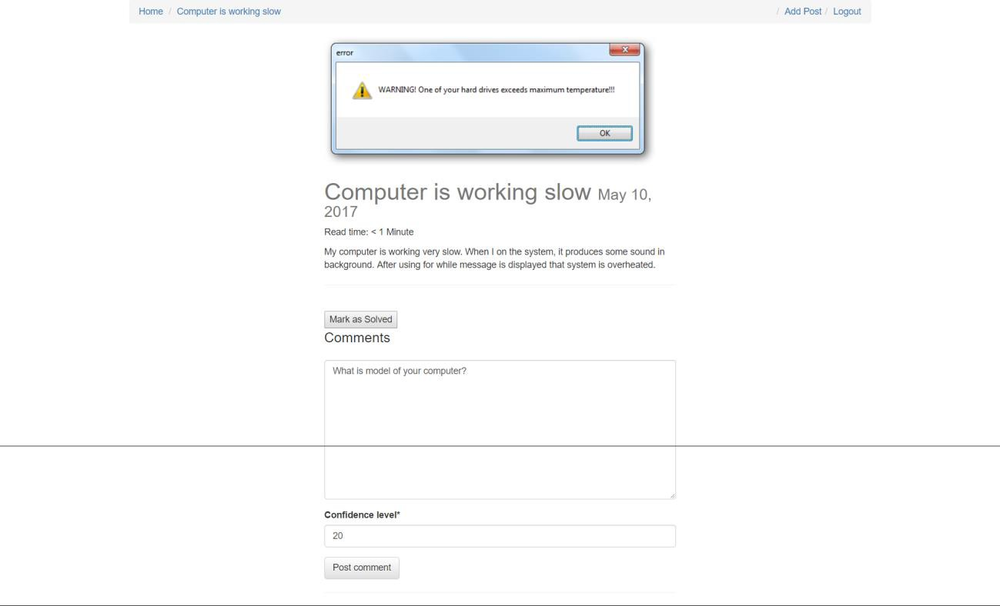 Home / Computer is working slow / Add Post / Logout
error
WARNING! One of your hard drives exceeds maximum temperature!!!
OK
Computer is working slow May 10,
2017
Read time: < 1 Minute
My computer is working very slow. When I on the system, it produces some sound in
background. After using for while message is displayed that system is overheated.
Mark as Solved
Comments
What is model of your computer?
Confidence level*
20
Post comment